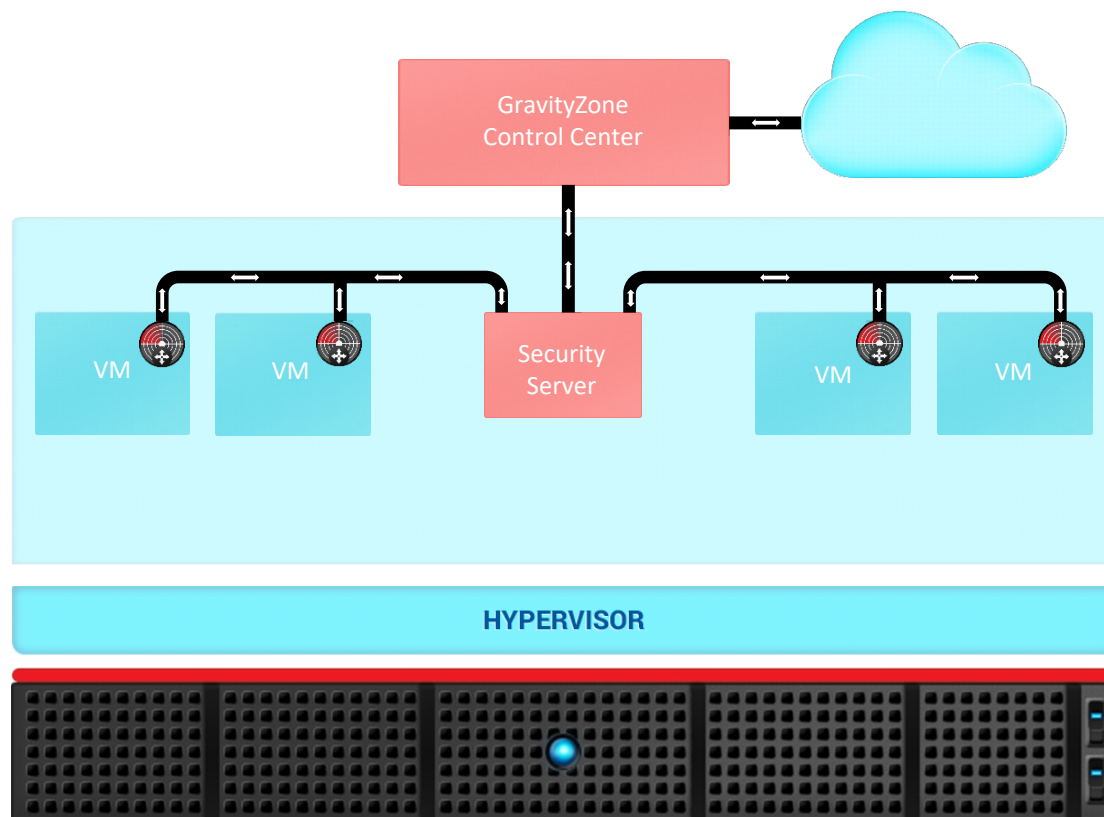 GravityZone
Control Center
VM
VM
Security
Server
VM
VM
HYPERVISOR